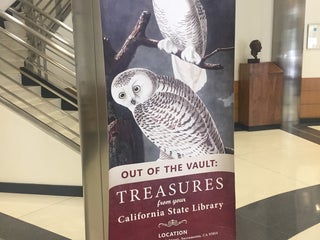 OUT OF THE VAULT:
TREASURES
from your
California State Library
LOCATION